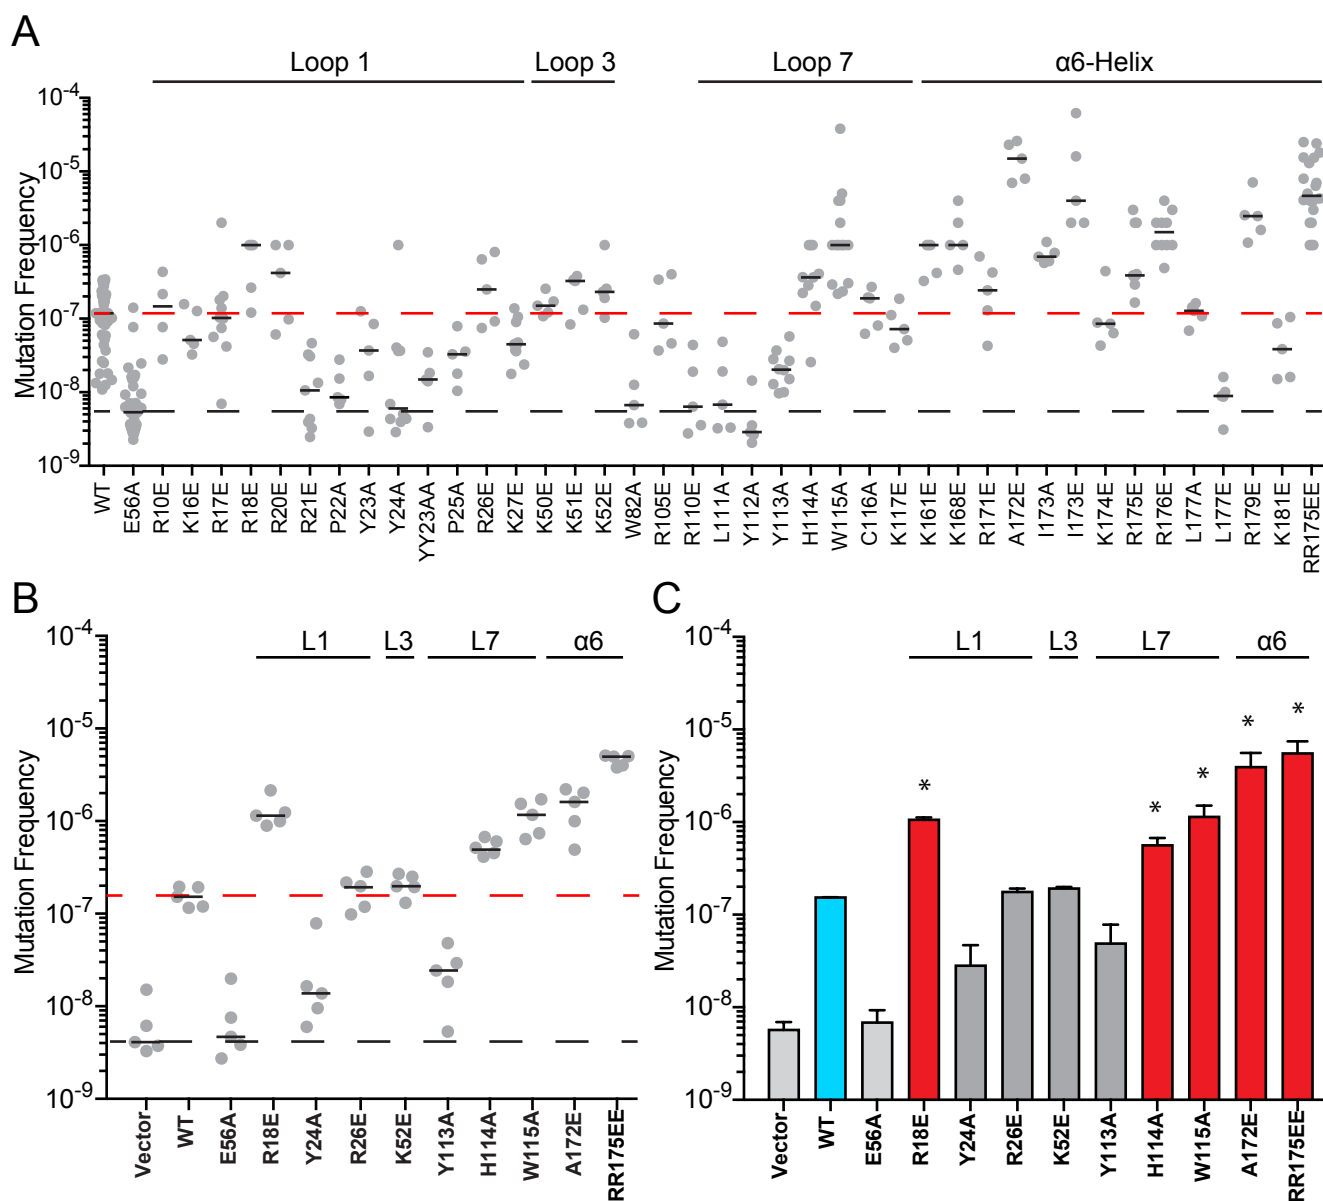 A
Loop 1 Loop 3 Loop 7 α6-Helix
Mutation Frequency
10-4
10-5
10-6
10-7
10-8
10-9
WT E56A R10E K16E R17E R18E R20E R21E P22A Y23A Y24A YY23AA P25A R26E K27E K50E K51E K52E W82A R105E R110E L111A Y112A Y113A H114A W115A C116A K117E K161E K168E R171E A172E I173A I173E K174E R175E R176E L177A L177E R179E K181E RR175EE
B
L1 L3 L7 α6
Mutation Frequency
10-4
10-5
10-6
10-7
10-8
10-9
Vector WT E56A R18E Y24A R26E K52E Y113A H114A W115A A172E RR175EE
C
L1 L3 L7 α6
Mutation Frequency
10-4
10-5
10-6
10-7
10-8
10-9
* * * * *
Vector WT E56A R18E Y24A R26E K52E Y113A H114A W115A A172E RR175EE